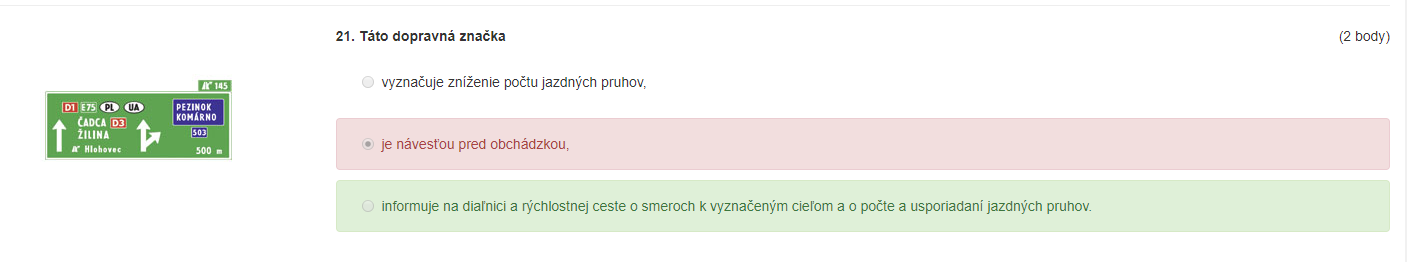 21. Táto dopravná značka
(2 body)
vyznačuje zníženie počtu jazdných pruhov,
je návesťou pred obchádzkou,
informuje na diaľnici a rýchlostnej ceste o smeroch k vyznačeným cieľom a o počte a usporiadaní jazdných pruhov.
145
D1 E75 PL UA
PEZINOK
KOMÁRNO
ČADCA D3
ŽILINA
503
Hlohovec
500 m